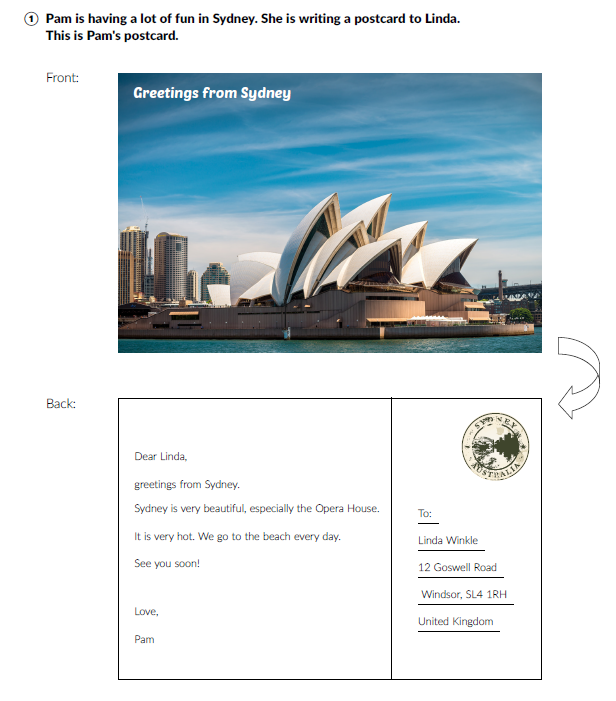 1 Pam is having a lot of fun in Sydney. She is writing a postcard to Linda.
This is Pam's postcard.
Front:
Greetings from Sydney
Back:
Dear Linda,
greetings from Sydney.
Sydney is very beautiful, especially the Opera House.
It is very hot. We go to the beach every day.
See you soon!
Love,
Pam
SYDNEY
AUSTRALIA
To:
Linda Winkle
12 Goswell Road
Windsor, SL4 1RH
United Kingdom